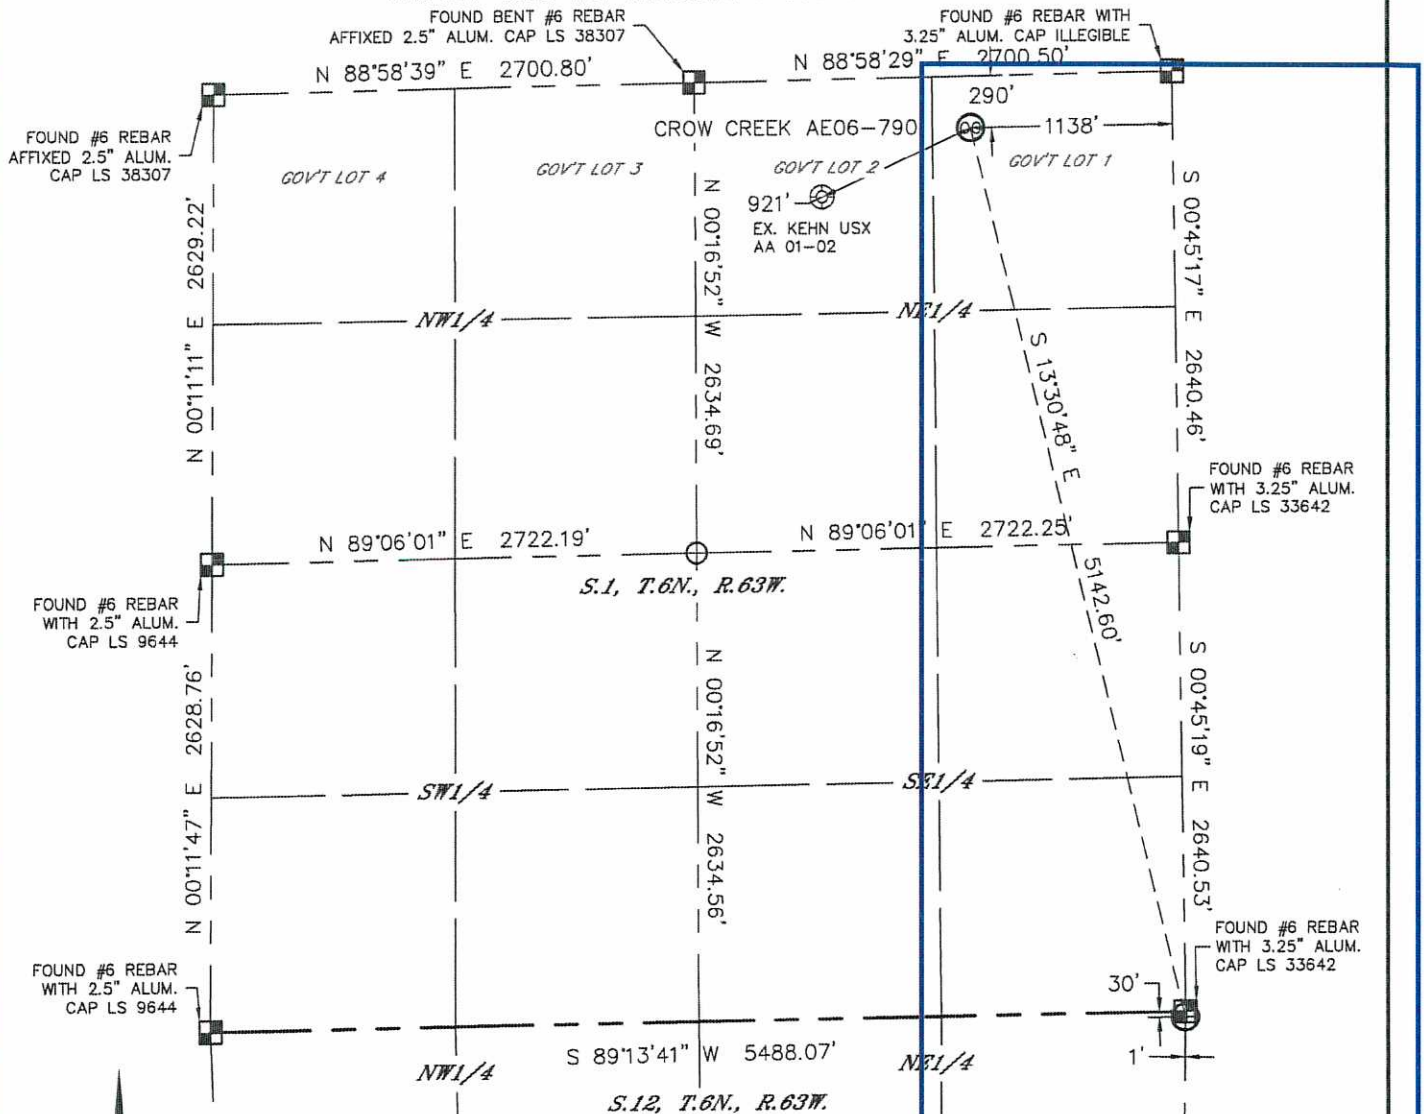 FOUND BENT #6 REBAR
AFFIXED 2.5" ALUM. CAP LS 38307
FOUND #6 REBAR WITH
3.25" ALUM. CAP ILLEGIBLE
N 88°58'39" E 2700.80'
N 88°58'29" E 2700.50'
290'
FOUND #6 REBAR
AFFIXED 2.5" ALUM.
CAP LS 38307
CROW CREEK AE06-790
1138'
GOV'T LOT 4
GOV'T LOT 3
GOV'T LOT 2
GOV'T LOT 1
921'
EX. KEHN USX
AA 01-02
N 00°11'11" E 2629.22'
N 00°16'52" W 2634.69'
S 00°45'17" E 2640.46'
NW1/4
NE1/4
S 13°30'48" E 5142.60'
FOUND #6 REBAR
WITH 3.25" ALUM.
CAP LS 33642
N 89°06'01" E 2722.19'
N 89°06'01" E 2722.25'
S.1, T.6N., R.63W.
FOUND #6 REBAR
WITH 2.5" ALUM.
CAP LS 9644
N 00°11'47" E 2628.76'
N 00°16'52" W 2634.56'
S 00°45'19" E 2640.53'
SW1/4
SE1/4
FOUND #6 REBAR
WITH 3.25" ALUM.
CAP LS 33642
FOUND #6 REBAR
WITH 2.5" ALUM.
CAP LS 9644
30'
S 89°13'41" W 5488.07'
1'
NW1/4
NE1/4
S.12, T.6N., R.63W.